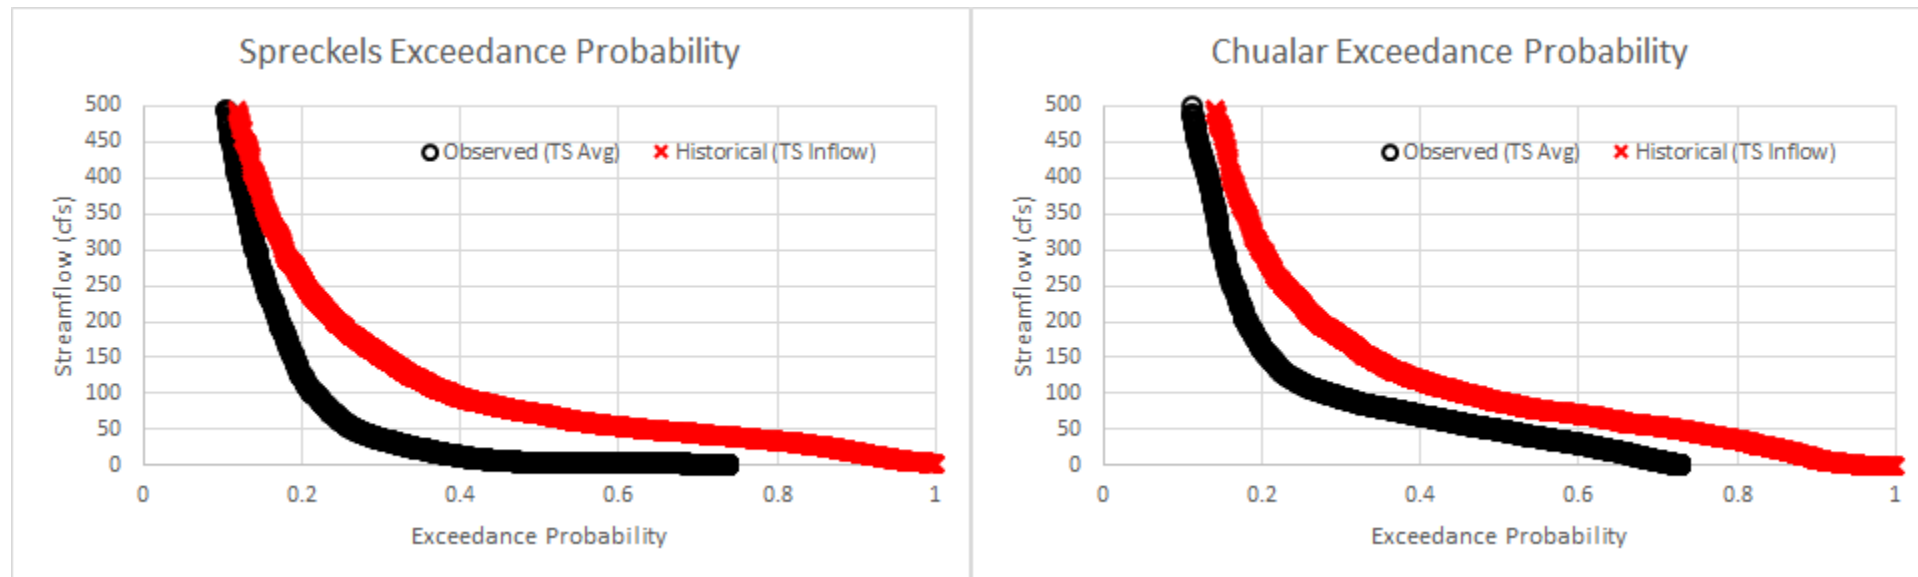 Spreckels Exceedance Probability
500
450
400
350
300
250
200
150
100
50
0
Streamflow (cfs)
Observed (TS Avg) Historical (TS Inflow)
0 0.2 0.4 0.6 0.8 1
Exceedance Probability
Chualar Exceedance Probability
500
450
400
350
300
250
200
150
100
50
0
Streamflow (cfs)
Observed (TS Avg) Historical (TS Inflow)
0 0.2 0.4 0.6 0.8 1
Exceedance Probability